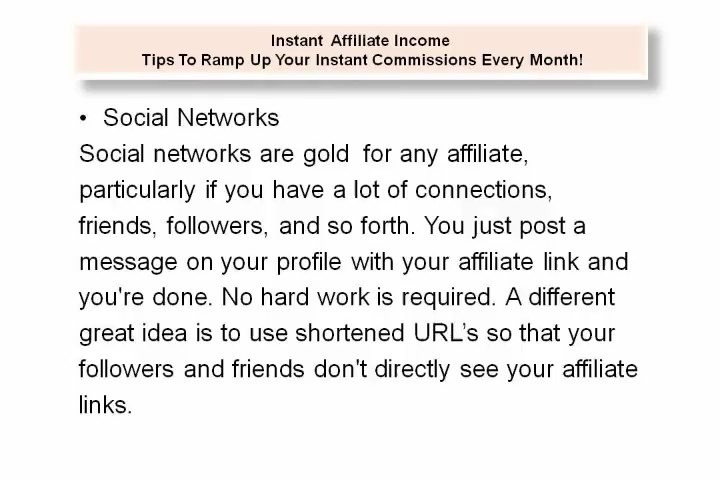 Instant Affiliate Income
Tips To Ramp Up Your Instant Commissions Every Month!
• Social Networks
Social networks are gold for any affiliate,
particularly if you have a lot of connections,
friends, followers, and so forth. You just post a
message on your profile with your affiliate link and
you're done. No hard work is required. A different
great idea is to use shortened URL’s so that your
followers and friends don't directly see your affiliate
links.